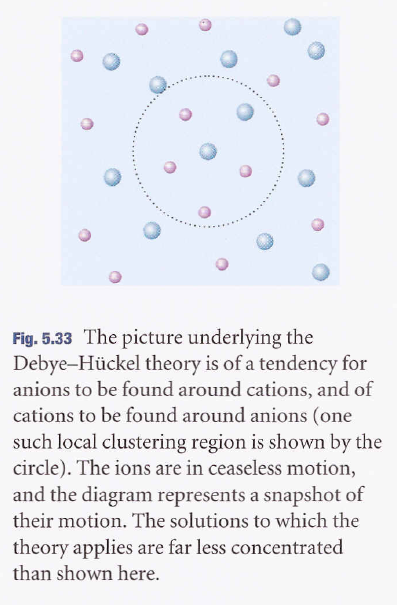 Fig. 5.33 The picture underlying the
Debye–Hückel theory is of a tendency for
anions to be found around cations, and of
cations to be found around anions (one
such local clustering region is shown by the
circle). The ions are in ceaseless motion,
and the diagram represents a snapshot of
their motion. The solutions to which the
theory applies are far less concentrated
than shown here.